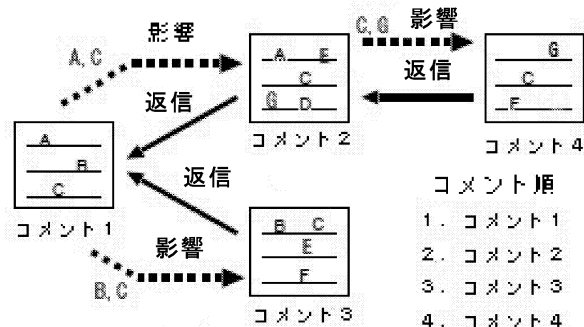 影響
A, C
返信
A E
C
G D
コメント2
C, G
影響
返信
G
C
F
コメント4
A
B
C
コメント1
返信
影響
B, C
B C
E
F
コメント3
コメント順
1. コメント1
2. コメント2
3. コメント3
4. コメント4